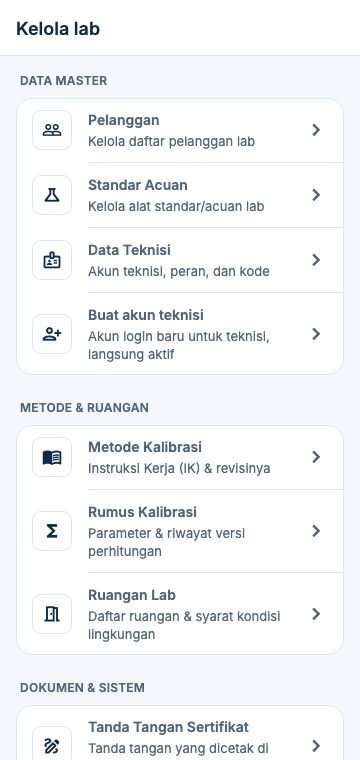 Kelola lab
DATA MASTER
Pelanggan
Kelola daftar pelanggan lab
Standar Acuan
Kelola alat standar/acuan lab
Data Teknisi
Akun teknisi, peran, dan kode
Buat akun teknisi
Akun login baru untuk teknisi,
langsung aktif
METODE & RUANGAN
Metode Kalibrasi
Instruksi Kerja (IK) & revisinya
Rumus Kalibrasi
Parameter & riwayat versi
perhitungan
Ruangan Lab
Daftar ruangan & syarat kondisi
lingkungan
DOKUMEN & SISTEM
Tanda Tangan Sertifikat
Tanda tangan yang dicetak di